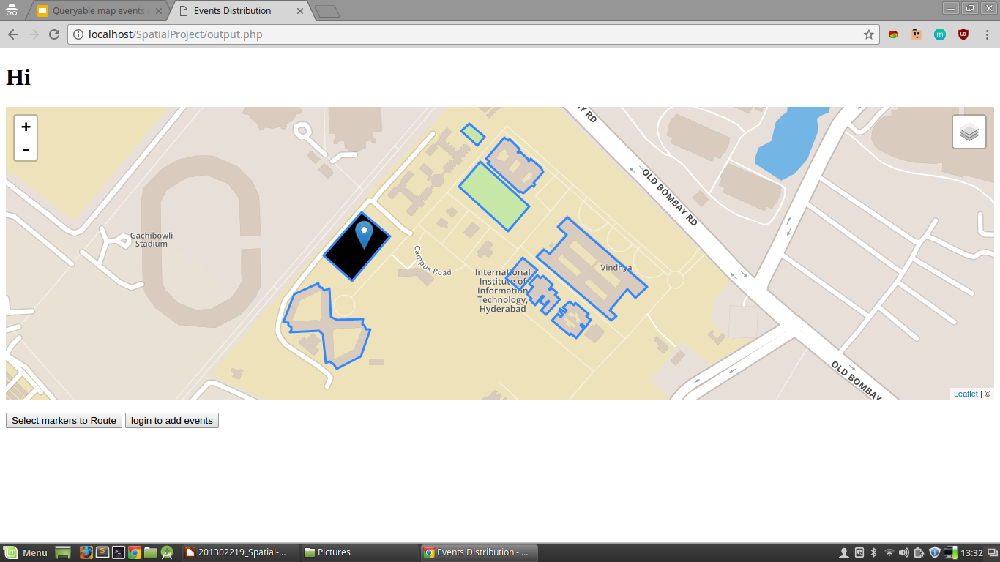 Queryable map events
Events Distribution
localhost/SpatialProject/output.php
m
Hi
+
-
Y RD
OLD BOMBAY RD
Gachibowli
Stadium
Campus Road
International
Institute of
Information
Technology,
Hyderabad
Vindhya
OLD BOMBAY
Leaflet | ©
Select markers to Route
login to add events
Menu
201302219_Spatial-...
Pictures
Events Distribution - ...
13:32